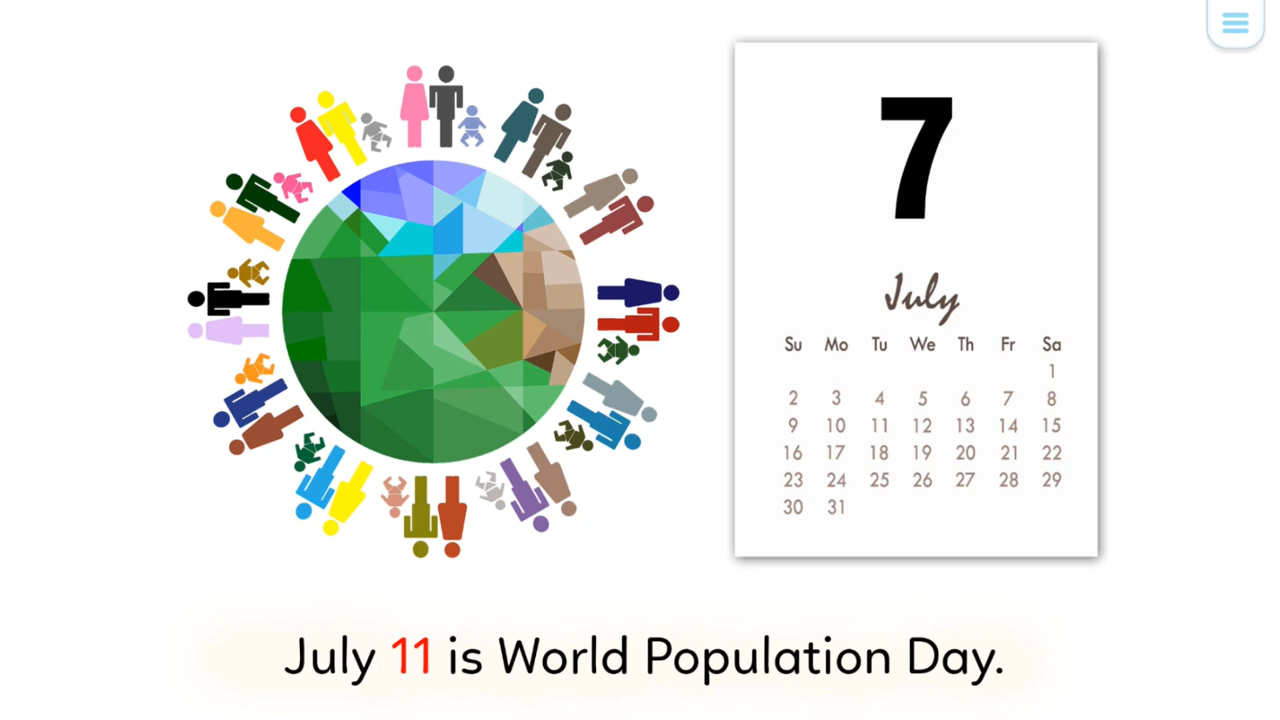 7
July
Su Mo Tu We Th Fr Sa
1
2 3 4 5 6 7 8
9 10 11 12 13 14 15
16 17 18 19 20 21 22
23 24 25 26 27 28 29
30 31
July 11 is World Population Day.